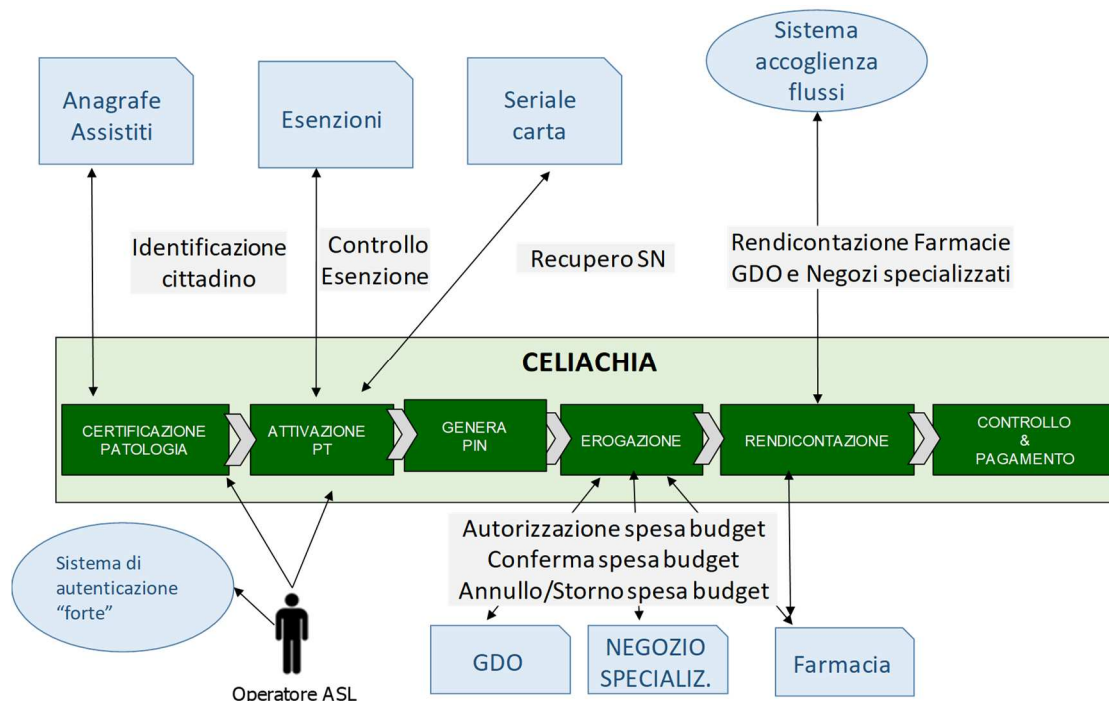 Anagrafe
Assistiti
Esenzioni
Seriale
carta
Sistema
accoglienza
flussi
Identificazione
cittadino
Controllo
Esenzione
Recupero SN
Rendicontazione Farmacie
GDO e Negozi specializzati
CELIACHIA
CERTIFICAZIONE
PATOLOGIA
ATTIVAZIONE
PT
GENERA
PIN
EROGAZIONE
RENDICONTAZIONE
CONTROLLO
&
PAGAMENTO
Autorizzazione spesa budget
Conferma spesa budget
Annullo/Storno spesa budget
Sistema di
autenticazione
“forte”
Operatore ASL
GDO
NEGOZIO
SPECIALIZ.
Farmacia